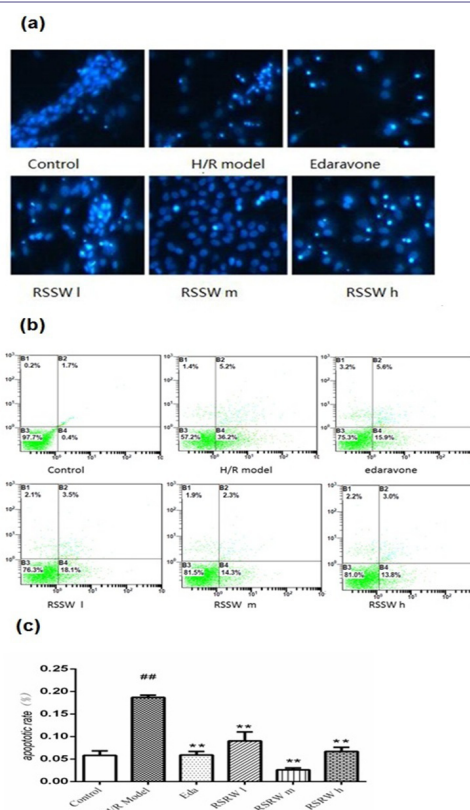 (a)
Control H/R model Edaravone
RSSW l RSSW m RSSW h
(b)
B1 B2 B1 B2 B1 B2
0.2% 1.7% 1.4% 5.2% 3.2% 5.6%
B3 B4 B3 B4 B3 B4
97.7% 0.4% 57.2% 36.2% 75.3% 15.9%
Control H/R model edaravone
B1 B2 B1 B2 B1 B2
2.1% 3.5% 1.9% 2.3% 2.2% 3.0%
B3 B4 B3 B4 B3 B4
76.3% 18.1% 81.5% 14.3% 81.0% 13.8%
RSSW l RSSW m RSSW h
(c)
apoptotic rate (%)
0.25
0.20
0.15
0.10
0.05
0.00
##
** ** ** **
Control /R Model Eda RSRW l RSRW m RSRW h